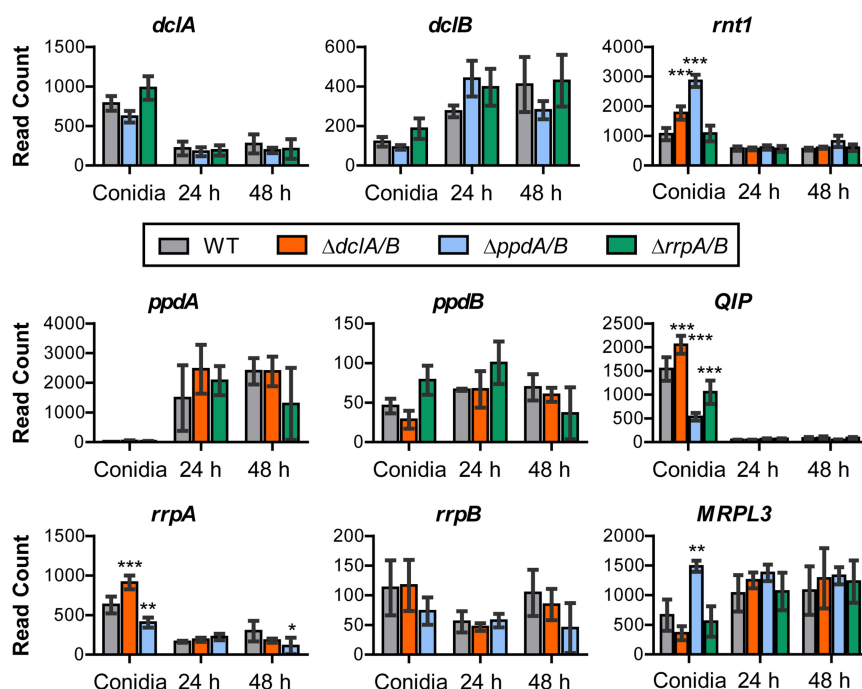 dclA
dclB
rnt1
Read Count
1500
1000
500
0
Conidia 24 h 48 h
600
400
200
0
Conidia 24 h 48 h
4000
3000
2000
1000
0
***
***
Conidia 24 h 48 h
WT ΔdclA/B ΔppdA/B ΔrrpA/B
ppdA
ppdB
QIP
Read Count
4000
3000
2000
1000
0
Conidia 24 h 48 h
150
100
50
0
Conidia 24 h 48 h
2500
2000
1500
1000
500
0
***
***
***
Conidia 24 h 48 h
rrpA
rrpB
MRPL3
Read Count
1500
1000
500
0
***
**
*
Conidia 24 h 48 h
200
150
100
50
0
Conidia 24 h 48 h
2000
1500
1000
500
0
**
Conidia 24 h 48 h